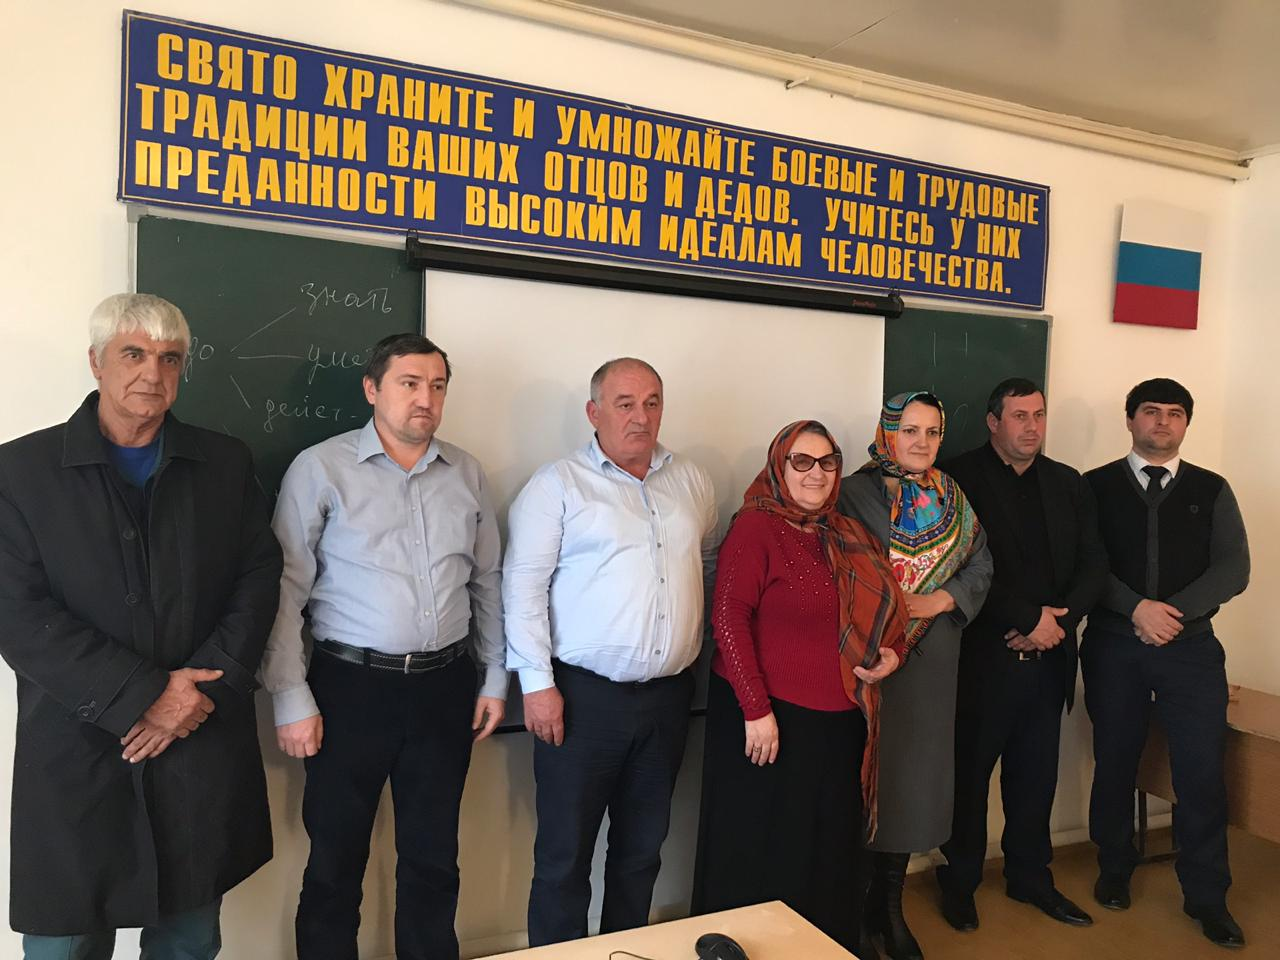 СВЯТО ХРАНИТЕ И УМНОЖАЙТЕ БОЕВЫЕ И ТРУДОВЫЕ
ТРАДИЦИИ ВАШИХ ОТЦОВ И ДЕДОВ. УЧИТЕСЬ У НИХ
ПРЕДАННОСТИ ВЫСОКИМ ИДЕАЛАМ ЧЕЛОВЕЧЕСТВА.
знать